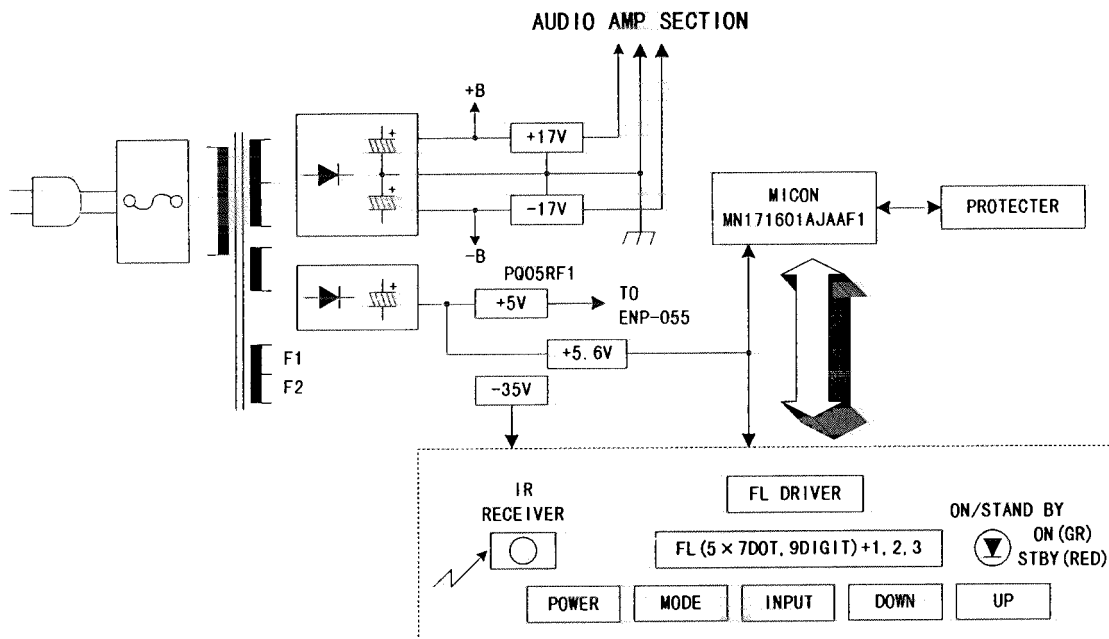 AUDIO AMP SECTION
+B
+
+17V
+
-17V
-B
MICON
MN171601AJAAF1
PROTECTER
PQ05RF1
+
+5V
TO
ENP-055
+5.6V
F1
F2
-35V
IR
RECEIVER
FL DRIVER
ON/STAND BY
ON(GR)
STBY(RED)
FL(5×7DOT,9DIGIT)+1,2,3
POWER
MODE
INPUT
DOWN
UP